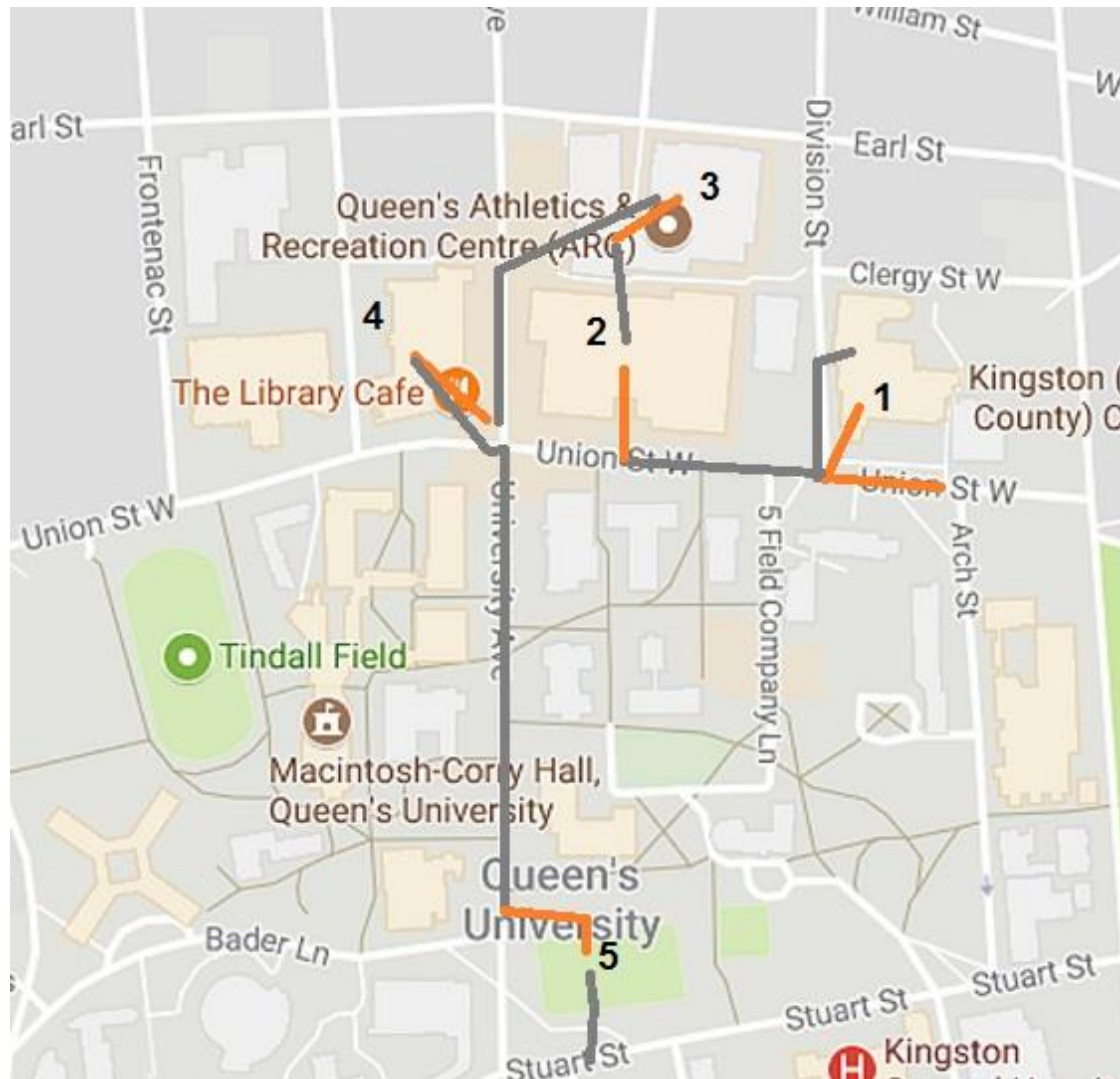 William St
W
ve
arl St
Division St
Earl St
Frontenac St
3
Queen's Athletics &
Recreation Centre (ARC)
Clergy St W
4
2
The Library Cafe
1
Kingston (
County) C
Union St W
Union St W
Union St W
University Ave
5 Field Company Ln
Arch St
Tindall Field
Macintosh-Corry Hall,
Queen's University
Queen's
University
Bader Ln
5
Stuart St
Stuart St
Stuart St
H
Kingston